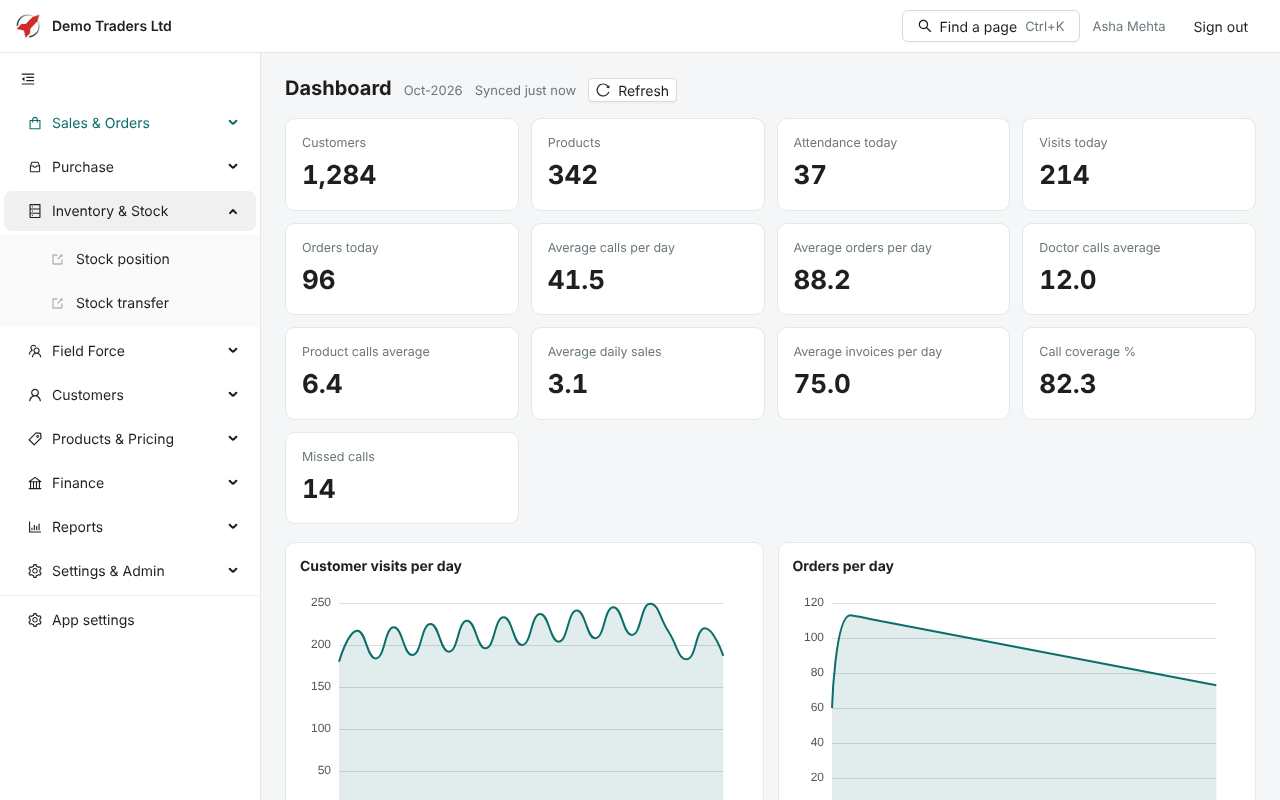 Demo Traders Ltd
Find a page Ctrl+K
Asha Mehta
Sign out
Sales & Orders
Purchase
Inventory & Stock
Stock position
Stock transfer
Field Force
Customers
Products & Pricing
Finance
Reports
Settings & Admin
App settings
Dashboard Oct-2026 Synced just now Refresh
Customers
1,284
Products
342
Attendance today
37
Visits today
214
Orders today
96
Average calls per day
41.5
Average orders per day
88.2
Doctor calls average
12.0
Product calls average
6.4
Average daily sales
3.1
Average invoices per day
75.0
Call coverage %
82.3
Missed calls
14
Customer visits per day
250
200
150
100
50
Orders per day
120
100
80
60
40
20